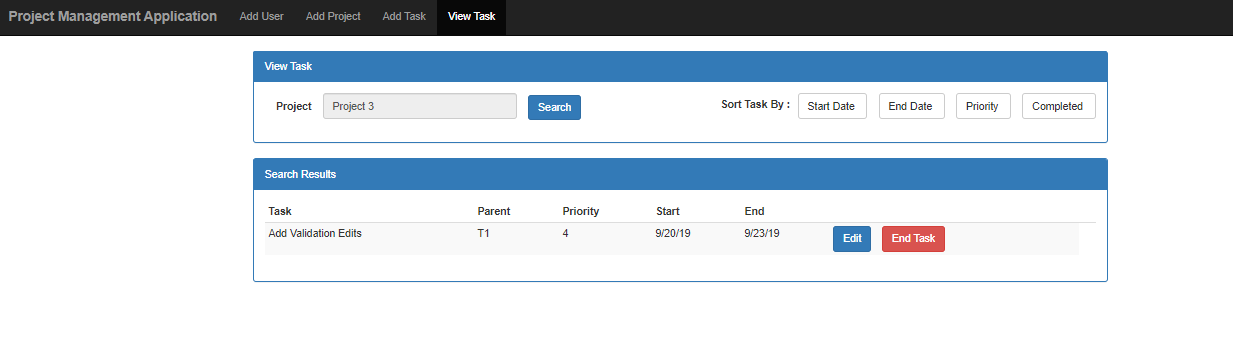 Project Management Application Add User Add Project Add Task View Task
View Task
Project Project 3 Search Sort Task By : Start Date End Date Priority Completed
Search Results
Task Parent Priority Start End
Add Validation Edits T1 4 9/20/19 9/23/19 Edit End Task